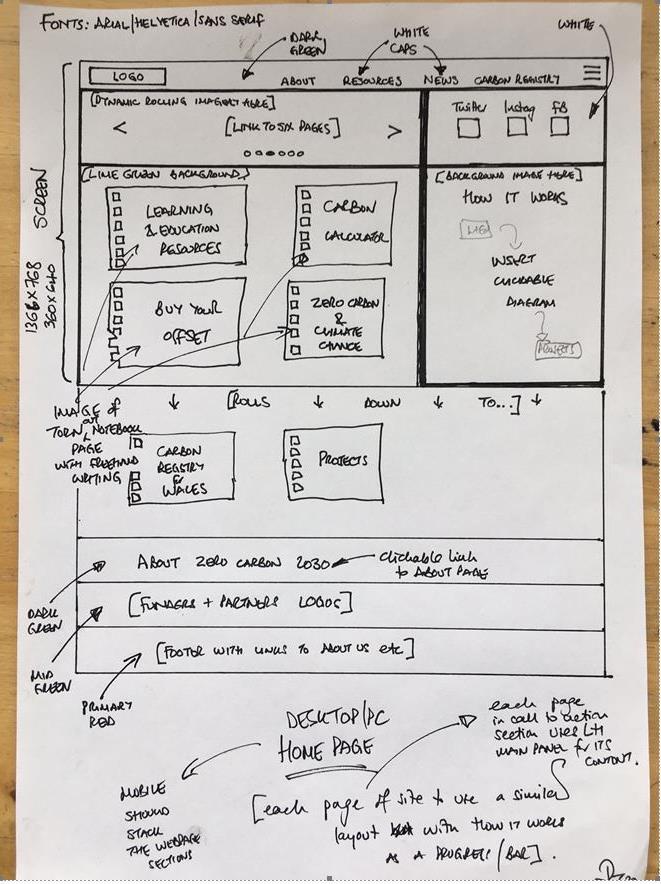 FONTS: ARIAL/HELVETICA/SANS SERIF
DARK GREEN
WHITE CAPS
WHITE
LOGO
ABOUT RESOURCES NEWS CARBON REGISTRY
[DYNAMIC ROLLING IMAGERY HERE]
< [LINK TO SIX PAGES] >
Twitter Instag FB
SCREEN
1366 x 768
360 x 640
[LIME GREEN BACKGROUND]
[BACKGROUND IMAGE HERE]
HOW IT WORKS
LEARNING
& EDUCATION
RESOURCES
CARBON
CALCULATOR
INSERT
CLICKABLE
DIAGRAM
PROJECTS
BUY YOUR
OFFSET
ZERO CARBON
&
CLIMATE
CHANGE
[ROLLS DOWN TO...]
IMAGE of
TORN OUT NOTEBOOK
PAGE
WITH FREEHAND
WRITING
CARBON
REGISTRY
for
WALES
PROJECTS
ABOUT ZERO CARBON 2030
clickable link
to ABOUT PAGE
DARK
GREEN
[FUNDERS + PARTNERS LOGOS]
MID
GREEN
[FOOTER WITH LINKS TO ABOUT US etc]
PRIMARY
RED
DESKTOP/PC
HOME PAGE
each page
in call to action
section uses LH
MAIN PANEL for ITS
CONTENT.
MOBILE
SHOULD
STACK
THE WEBPAGE
SECTIONS
[each page of site to use a similar
layout with HOW IT WORKS
AS A PROGRESS/BAR].